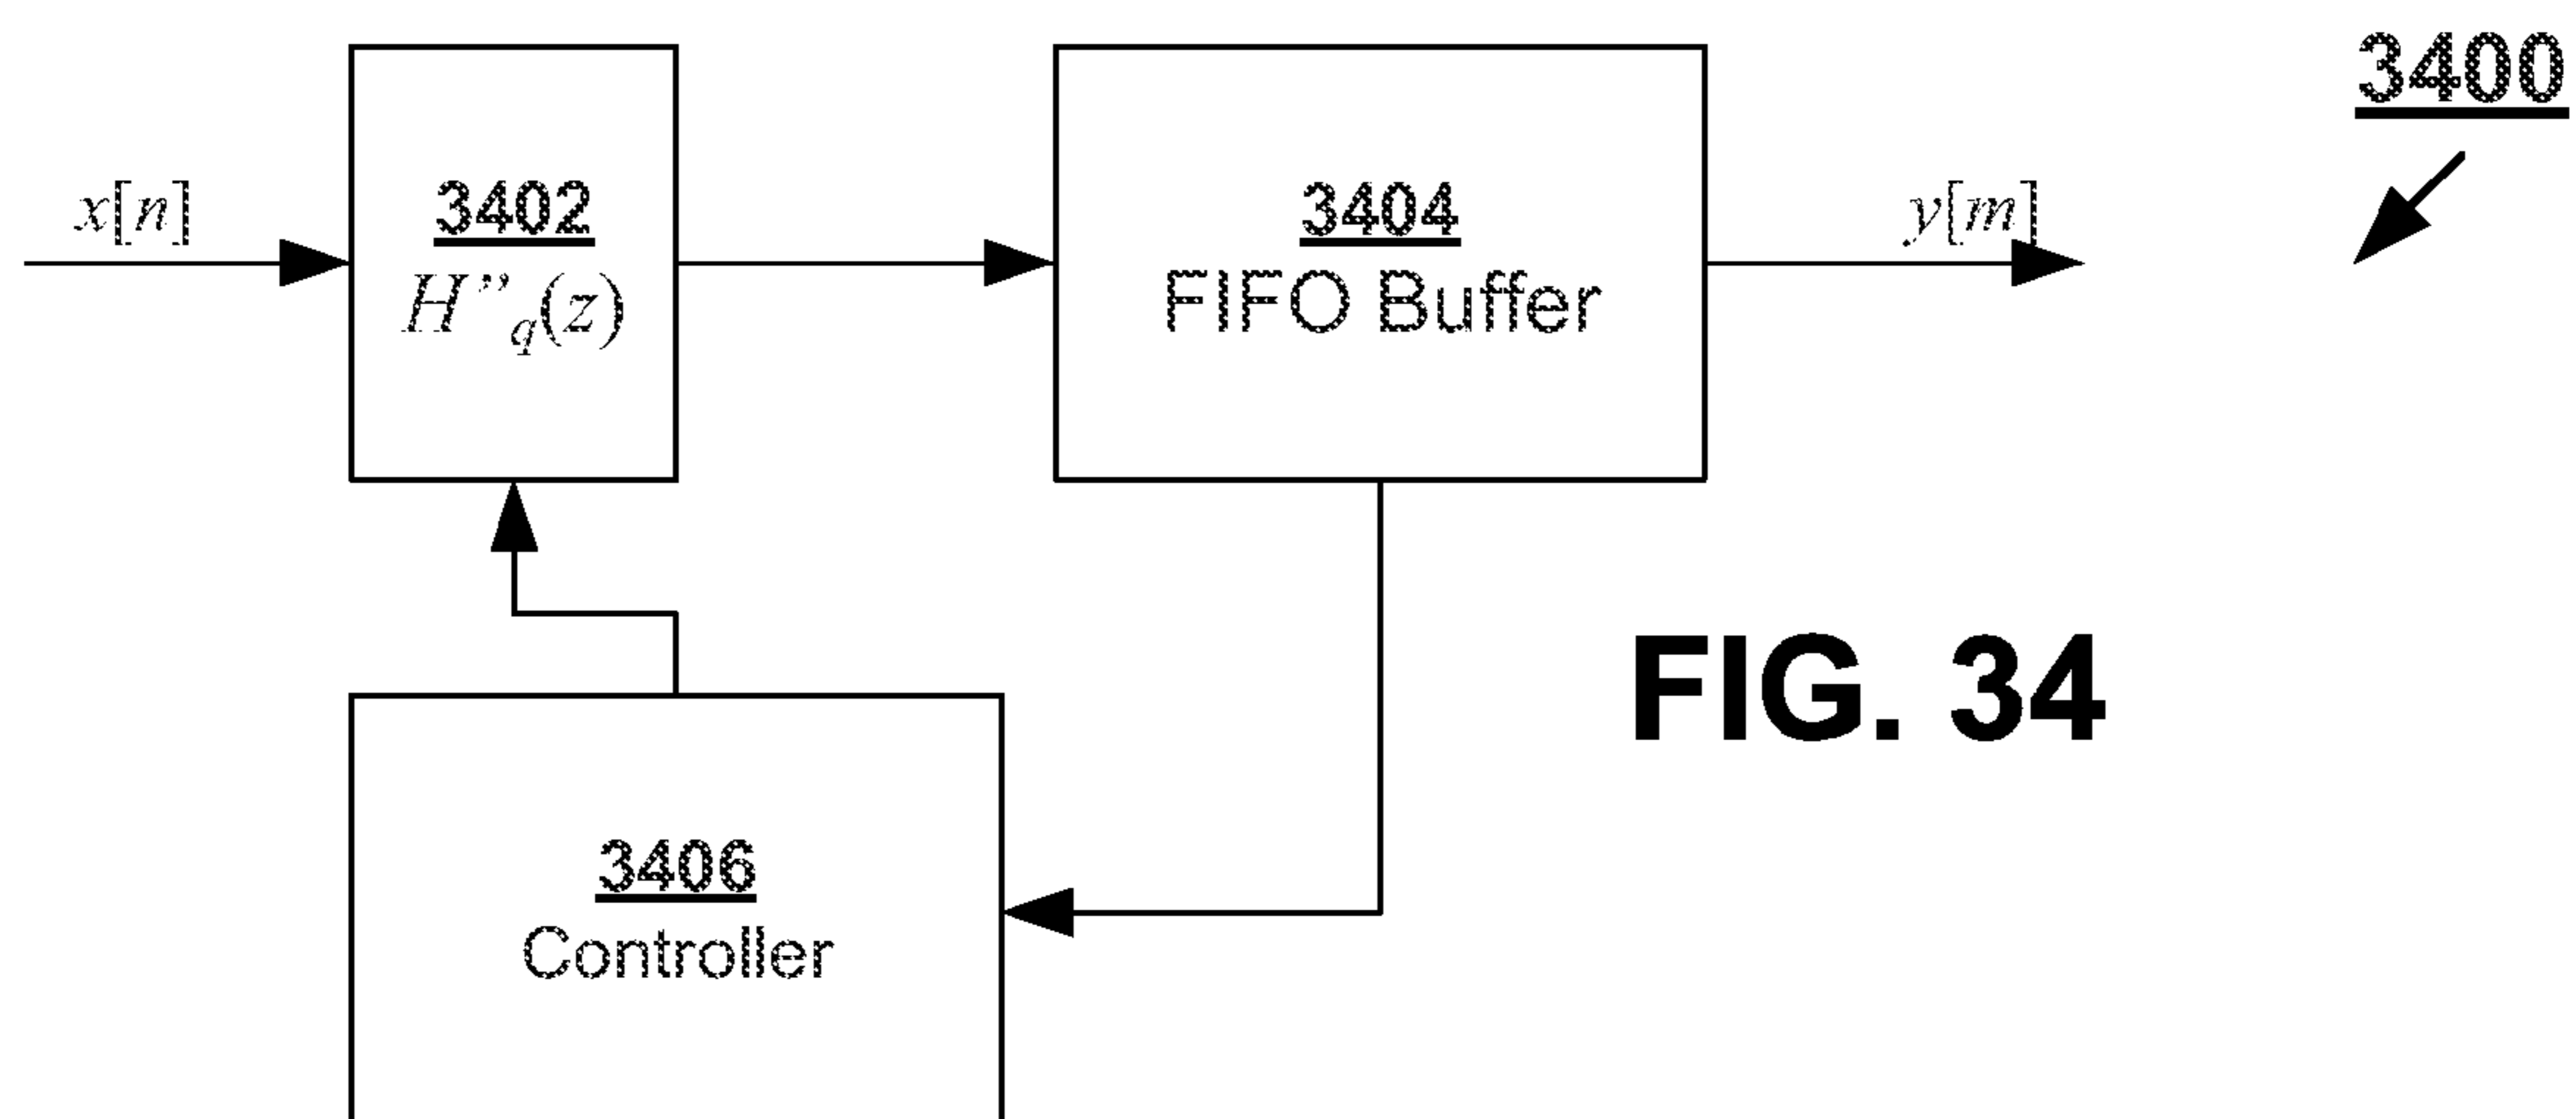 3400
x[n]
3402
H”q(z)
3404
FIFO Buffer
y[m]
FIG. 34
3406
Controller